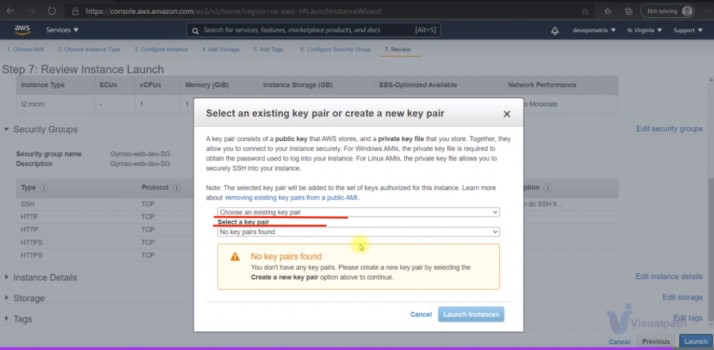 https://console.aws.amazon.com/ec2/v2/home?region=us-east-1#LaunchInstanceWizard:
Not syncing
aws
Services
Search for services, features, marketplace products, and docs
[Alt+S]
devopsmatrix
N. Virginia
Support
1. Choose AMI
2. Choose Instance Type
3. Configure Instance
4. Add Storage
5. Add Tags
6. Configure Security Group
7. Review
Step 7: Review Instance Launch
Instance Type
ECUs
vCPUs
Memory (GiB)
Instance Storage (GB)
EBS-Optimized Available
Network Performance
t2.micro
-
1
1
Moderate
Security Groups
Edit security groups
Security group name
Gymso-web-dev-SG
Description
Gymso-web-dev-SG
Type
Protocol
SSH
TCP
HTTP
TCP
HTTP
TCP
HTTPS
TCP
HTTPS
TCP
Instance Details
Edit instance details
Storage
Edit storage
Tags
Edit tags
Select an existing key pair or create a new key pair
A key pair consists of a public key that AWS stores, and a private key file that you store. Together, they
allow you to connect to your instance securely. For Windows AMIs, the private key file is required to
obtain the password used to log into your instance. For Linux AMIs, the private key file allows you to
securely SSH into your instance.
Note: The selected key pair will be added to the set of keys authorized for this instance. Learn more
about removing existing key pairs from a public AMI.
Choose an existing key pair
Select a key pair
No key pairs found
No key pairs found
You don't have any key pairs. Please create a new key pair by selecting the
Create a new key pair option above to continue.
Cancel
Launch Instances
Visualpath
Cancel
Previous
Launch